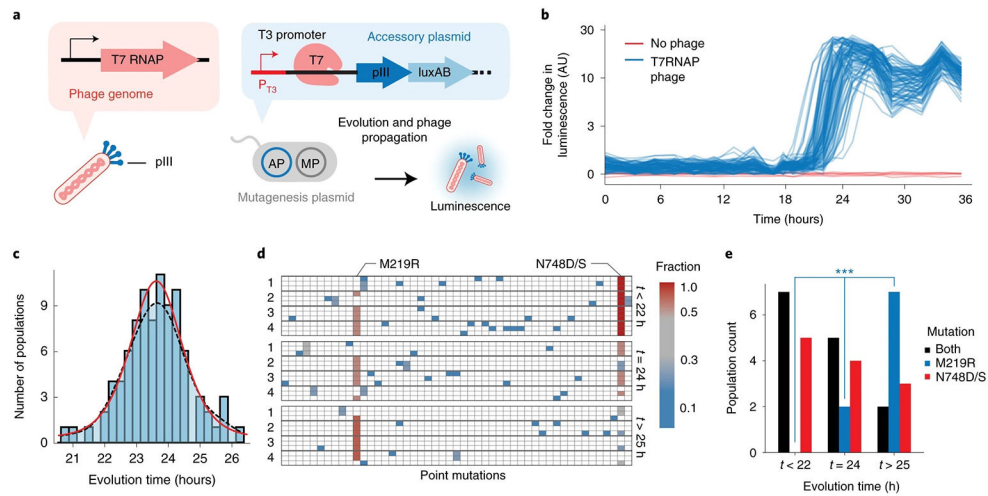 a
T7 RNAP
Phage genome
pIII
T3 promoter
Accessory plasmid
T7
P T3
pIII
luxAB
AP
MP
Mutagenesis plasmid
Evolution and phage
propagation
Luminescence
b
Fold change in
luminescence (AU)
30
10
3
0
No phage
T7RNAP
phage
0
6
12
18
24
30
36
Time (hours)
c
Number of populations
9
6
3
0
21
22
23
24
25
26
Evolution time (hours)
d
M219R
N748D/S
1
2
3
4
t < 22 h
1
2
3
4
t = 24 h
1
2
3
4
t > 25 h
Point mutations
Fraction
1.0
0.5
0.3
0.1
e
***
Population count
6
4
2
0
t < 22
t = 24
t > 25
Evolution time (h)
Mutation
Both
M219R
N748D/S